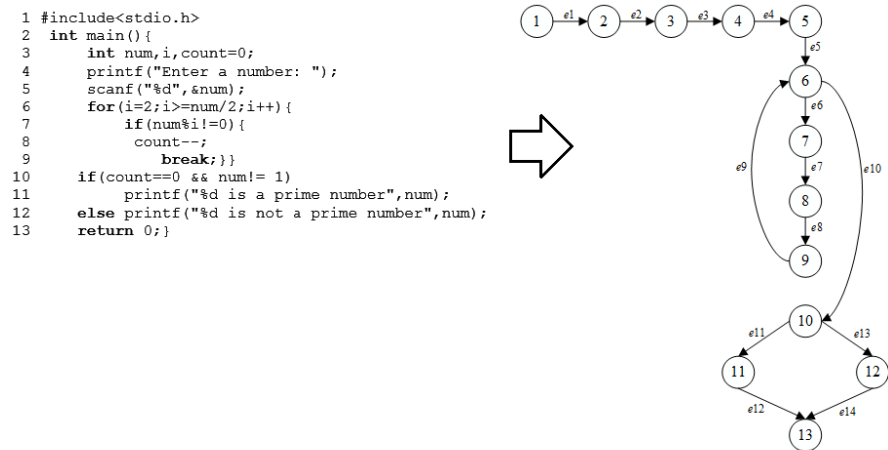 1 #include<stdio.h>
2 int main(){
3 int num,i,count=0;
4 printf("Enter a number: ");
5 scanf("%d",&num);
6 for(i=2;i>=num/2;i++){
7 if(num%i!=0){
8 count--;
9 break;}}
10 if(count==0 && num!= 1)
11 printf("%d is a prime number",num);
12 else printf("%d is not a prime number",num);
13 return 0;}
1 e1 2 e2 3 e3 4 e4 5
e5
6
e6
7
e9 e7 e10
8
e8
9
10
e11 e13
11 12
e12 e14
13